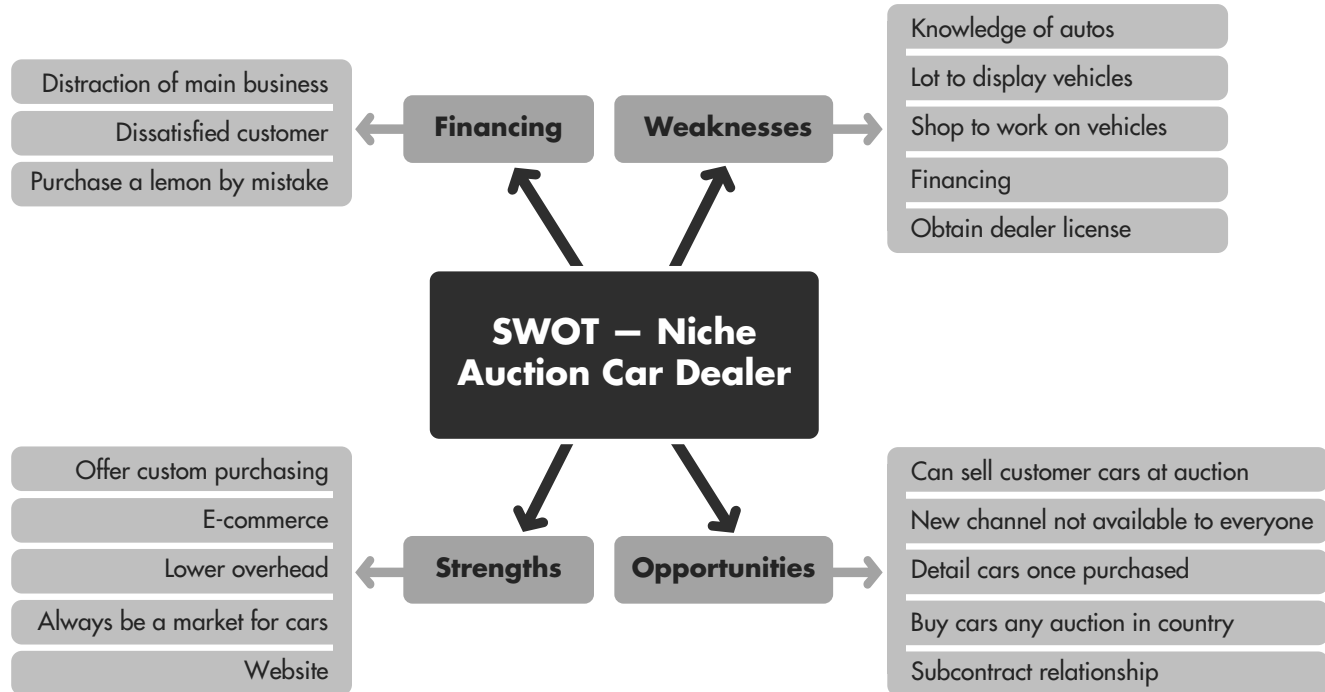 Distraction of main business
Dissatisfied customer
Purchase a lemon by mistake
Financing
Weaknesses
Knowledge of autos
Lot to display vehicles
Shop to work on vehicles
Financing
Obtain dealer license
SWOT — Niche
Auction Car Dealer
Offer custom purchasing
E-commerce
Lower overhead
Always be a market for cars
Website
Strengths
Opportunities
Can sell customer cars at auction
New channel not available to everyone
Detail cars once purchased
Buy cars any auction in country
Subcontract relationship